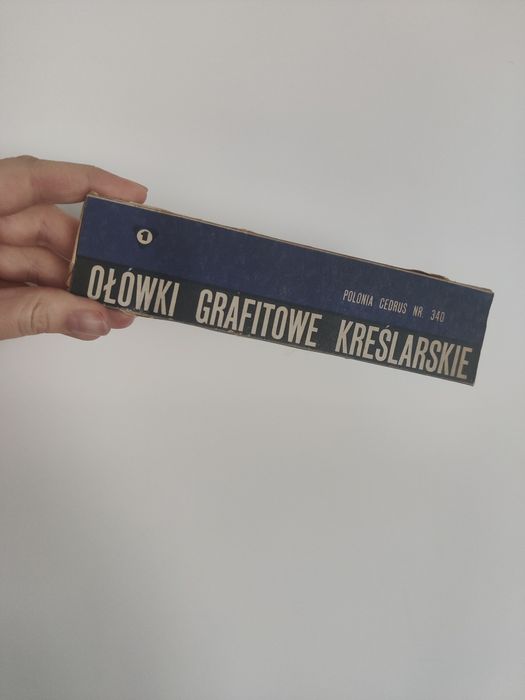 1
POLONIA CEDRUS NR. 340
OŁÓWKI GRAFITOWE KREŚLARSKIE